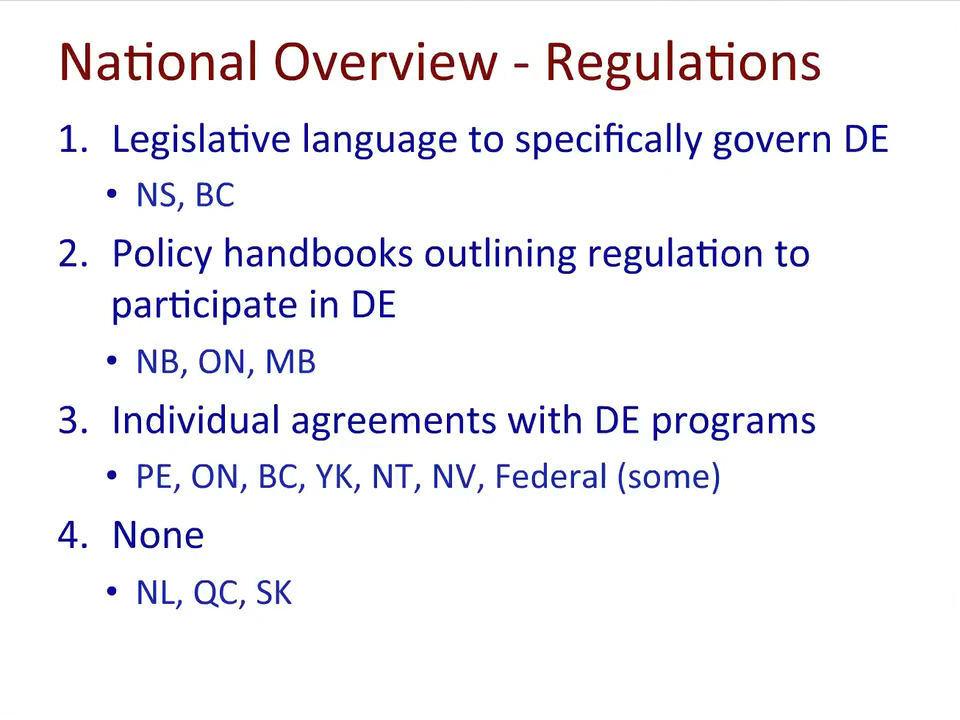 National Overview - Regulations
1. Legislative language to specifically govern DE
• NS, BC
2. Policy handbooks outlining regulation to
participate in DE
• NB, ON, MB
3. Individual agreements with DE programs
• PE, ON, BC, YK, NT, NV, Federal (some)
4. None
• NL, QC, SK